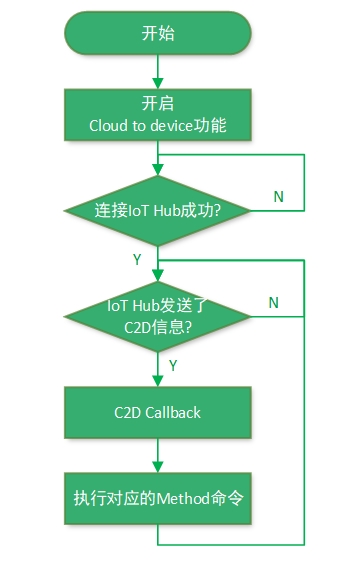 开始
开启
Cloud to device功能
连接IoT Hub成功?
N
Y
IoT Hub发送了
C2D信息?
N
Y
C2D Callback
执行对应的Method命令